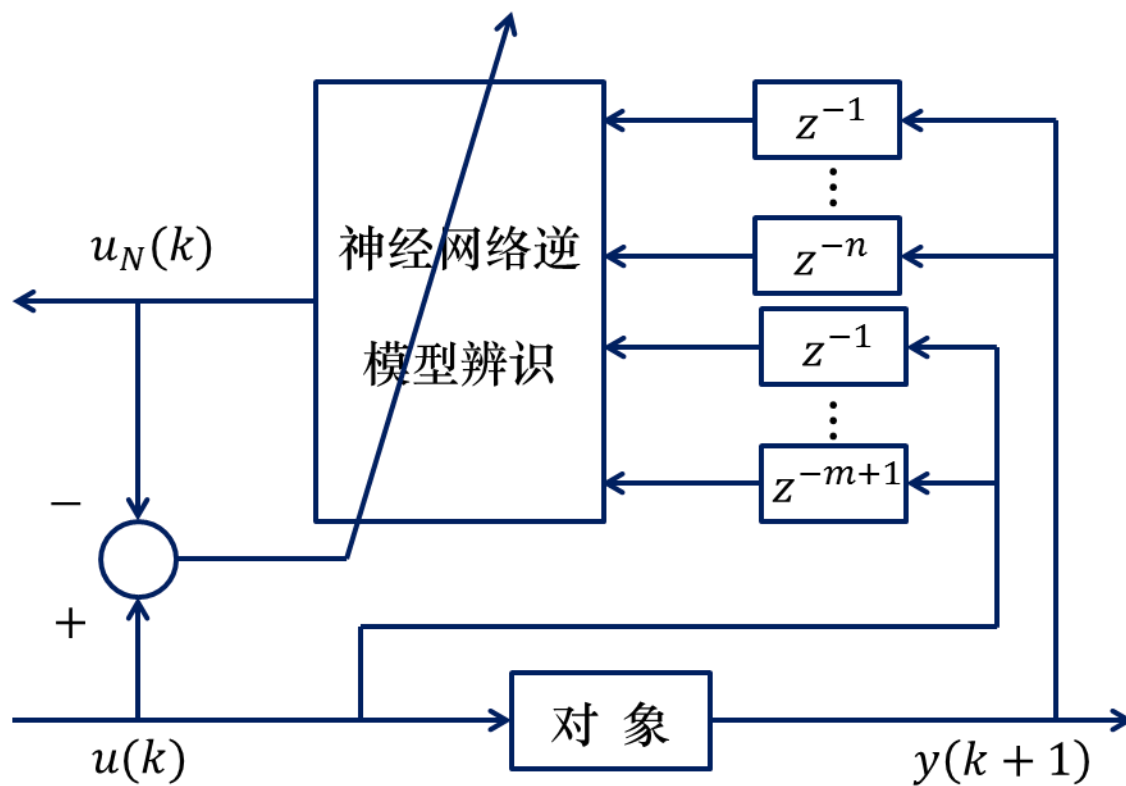 z^{-1}
⋮
u_N(k)
神经网络逆
z^{-n}
模型辨识
z^{-1}
⋮
z^{-m+1}
−
+
对 象
u(k)
y(k + 1)